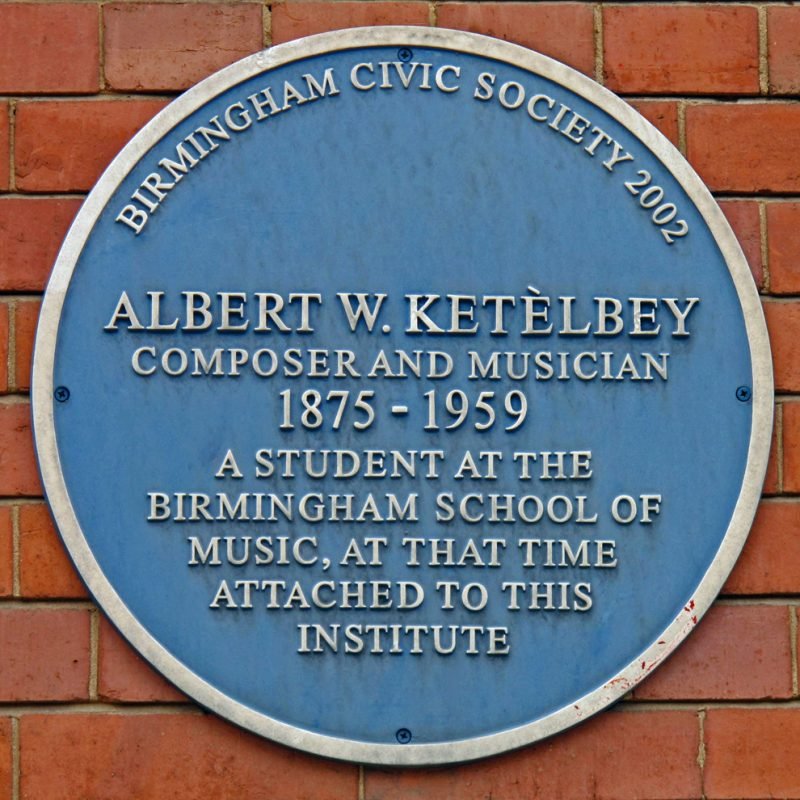 BIRMINGHAM CIVIC SOCIETY 2002
ALBERT W. KETÈLBEY
COMPOSER AND MUSICIAN
1875 - 1959
A STUDENT AT THE
BIRMINGHAM SCHOOL OF
MUSIC, AT THAT TIME
ATTACHED TO THIS
INSTITUTE